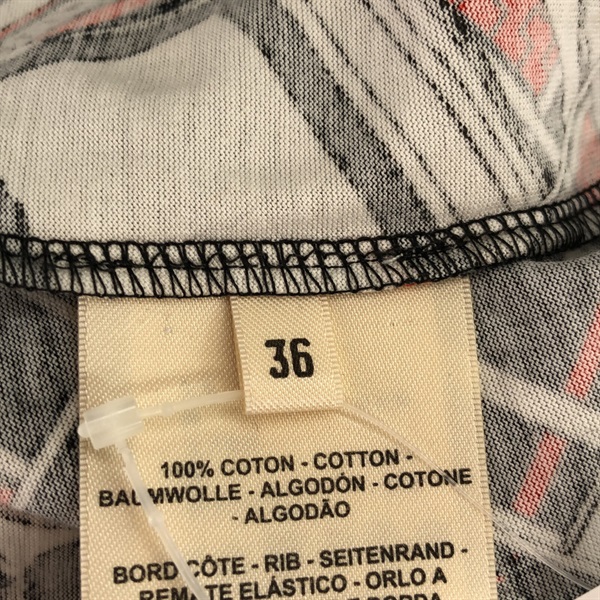 36
100% COTON - COTTON -
BAUMWOLLE - ALGODÓN - COTONE
- ALGODÃO
BORD CÔTE - RIB - SEITENRAND -
REMATE ELÁSTICO - ORLO A